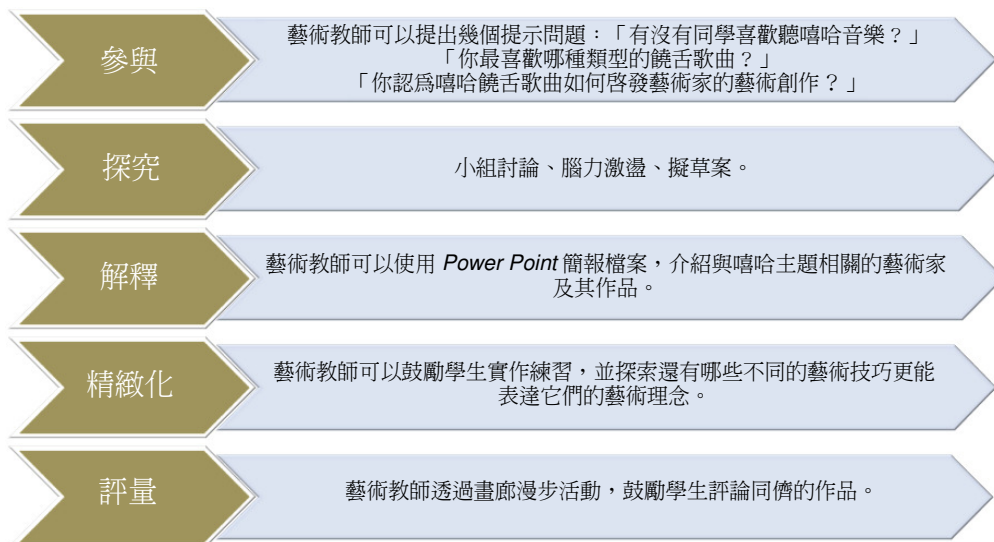 參與
藝術教師可以提出幾個提示問題：「有沒有同學喜歡聽嘻哈音樂？」
「你最喜歡哪種類型的饒舌歌曲？」
「你認爲嘻哈饒舌歌曲如何啓發藝術家的藝術創作？」
探究
小組討論、腦力激盪、擬草案。
解釋
藝術教師可以使用 Power Point 簡報檔案，介紹與嘻哈主題相關的藝術家
及其作品。
精緻化
藝術教師可以鼓勵學生實作練習，並探索還有哪些不同的藝術技巧更能
表達它們的藝術理念。
評量
藝術教師透過畫廊漫步活動，鼓勵學生評論同儕的作品。